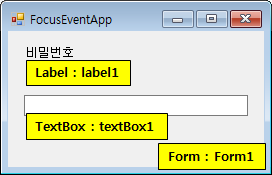 FocusEventApp
비밀번호
Label : label1
TextBox : textBox1
Form : Form1